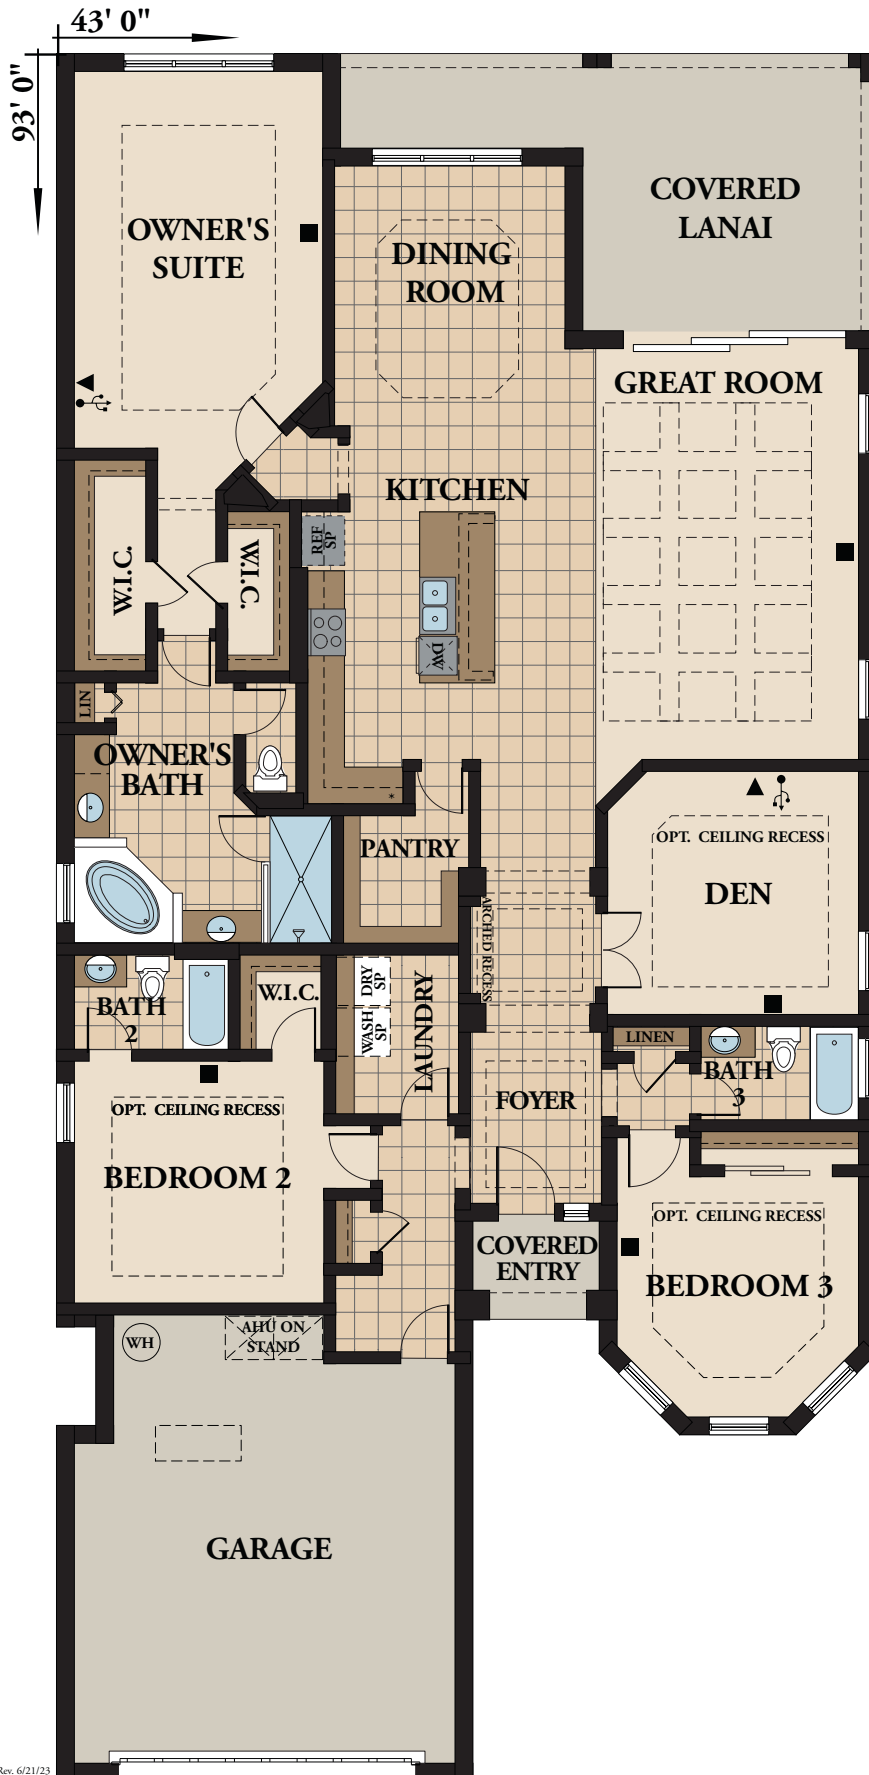 43' 0"
93' 0"
OWNER'S
SUITE
COVERED
LANAI
DINING
ROOM
GREAT ROOM
KITCHEN
REF
SP
W.I.C.
W.I.C.
DW
LIN
OWNER'S
BATH
*
PANTRY
OPT. CEILING RECESS
DEN
ARCHED RECESS
DRY
SP
WASH
SP
LAUNDRY
W.I.C.
BATH
2
LINEN
BATH
3
FOYER
OPT. CEILING RECESS
BEDROOM 2
OPT. CEILING RECESS
BEDROOM 3
COVERED
ENTRY
WH
AHU ON
STAND
GARAGE
Rev. 6/21/23